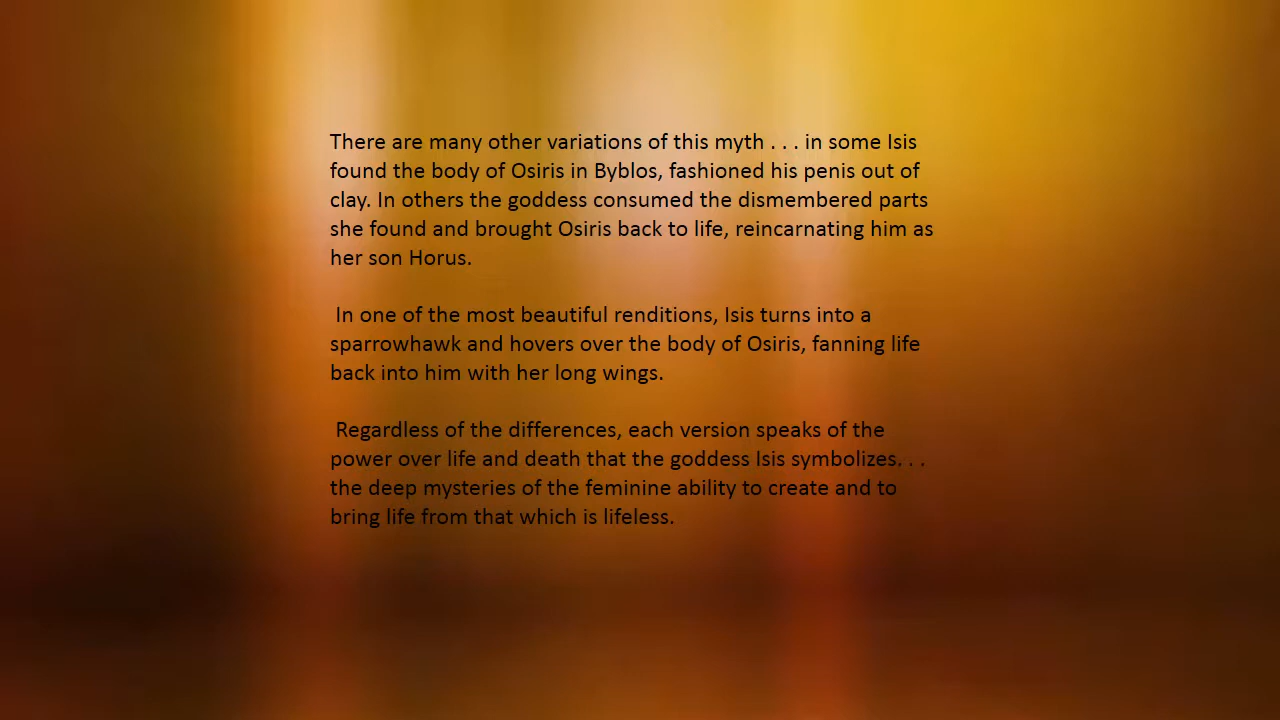 There are many other variations of this myth . . . in some Isis
found the body of Osiris in Byblos, fashioned his penis out of
clay. In others the goddess consumed the dismembered parts
she found and brought Osiris back to life, reincarnating him as
her son Horus.
In one of the most beautiful renditions, Isis turns into a
sparrowhawk and hovers over the body of Osiris, fanning life
back into him with her long wings.
Regardless of the differences, each version speaks of the
power over life and death that the goddess Isis symbolizes. . .
the deep mysteries of the feminine ability to create and to
bring life from that which is lifeless.